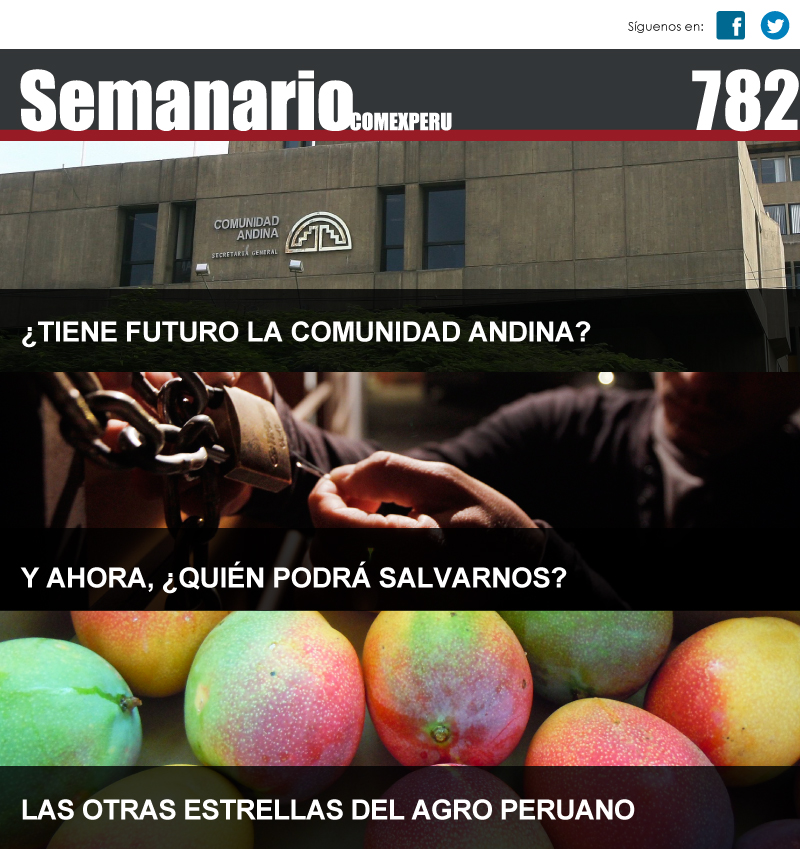 Síguenos en:
Semanario COMEXPERU 782
COMUNIDAD
ANDINA
SECRETARIA GENERAL
¿TIENE FUTURO LA COMUNIDAD ANDINA?
Y AHORA, ¿QUIÉN PODRÁ SALVARNOS?
LAS OTRAS ESTRELLAS DEL AGRO PERUANO